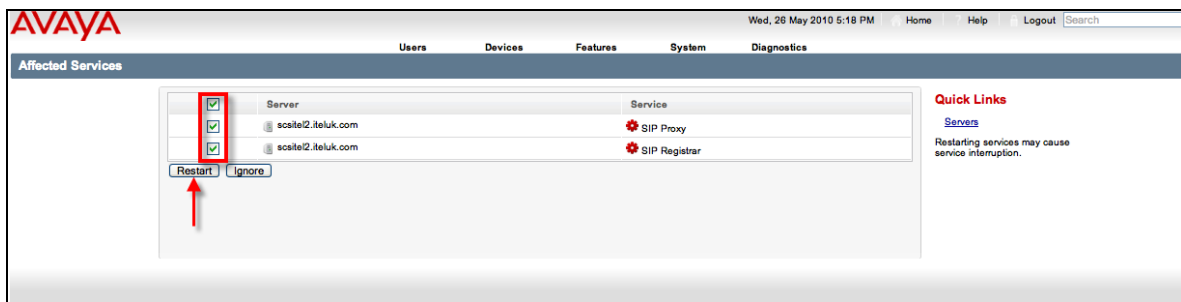 AVAYA
Wed, 26 May 2010 5:18 PM Home ? Help Logout Search
Users Devices Features System Diagnostics
Affected Services
Server Service
scsitel2.iteluk.com SIP Proxy
scsitel2.iteluk.com SIP Registrar
Restart Ignore
Quick Links
Servers
Restarting services may cause
service interruption.